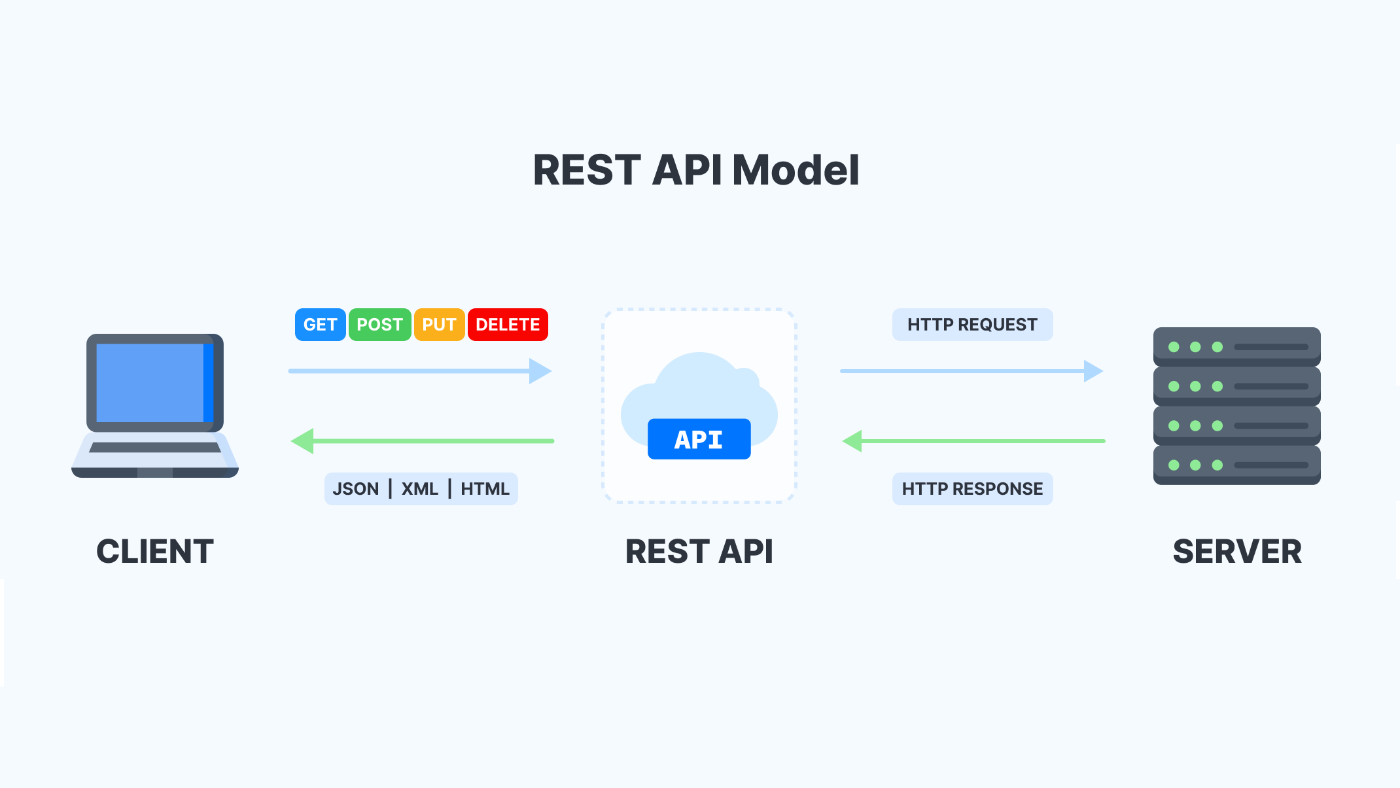 REST API Model
GET POST PUT DELETE
HTTP REQUEST
API
JSON | XML | HTML
HTTP RESPONSE
CLIENT
REST API
SERVER